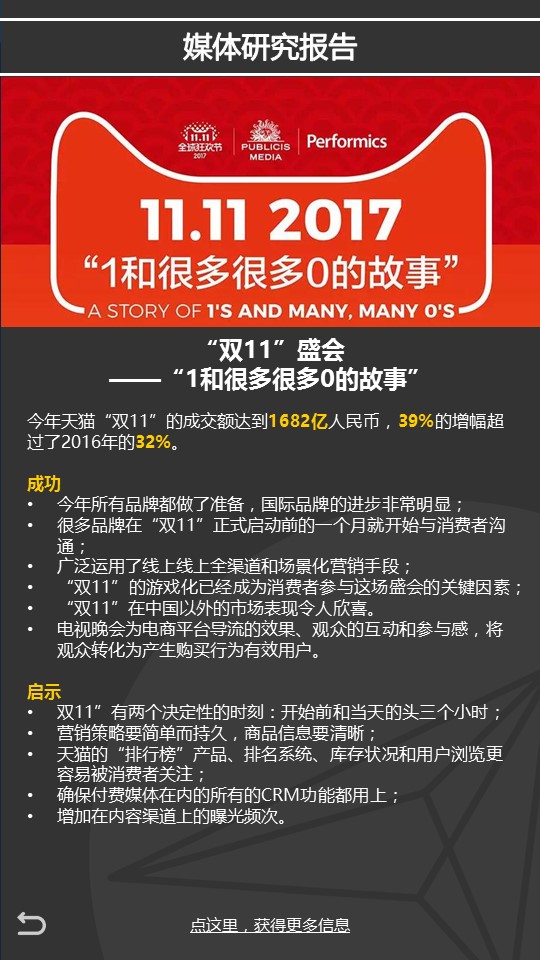 媒体研究报告
11.11
全球狂欢节
2017
PUBLICIS
MEDIA
Performics
11.11 2017
“1和很多很多0的故事”
A STORY OF 1'S AND MANY, MANY 0'S
“双11”盛会
——“1和很多很多0的故事”
今年天猫“双11”的成交额达到1682亿人民币，39%的增幅超
过了2016年的32%。
成功
• 今年所有品牌都做了准备，国际品牌的进步非常明显；
• 很多品牌在“双11”正式启动前的一个月就开始与消费者沟
通；
• 广泛运用了线上线上全渠道和场景化营销手段；
• “双11”的游戏化已经成为消费者参与这场盛会的关键因素；
• “双11”在中国以外的市场表现令人欣喜。
• 电视晚会为电商平台导流的效果、观众的互动和参与感，将
观众转化为产生购买行为有效用户。
启示
• 双11”有两个决定性的时刻：开始前和当天的头三个小时；
• 营销策略要简单而持久，商品信息要清晰；
• 天猫的“排行榜”产品、排名系统、库存状况和用户浏览更
容易被消费者关注；
• 确保付费媒体在内的所有的CRM功能都用上；
• 增加在内容渠道上的曝光频次。
点这里，获得更多信息